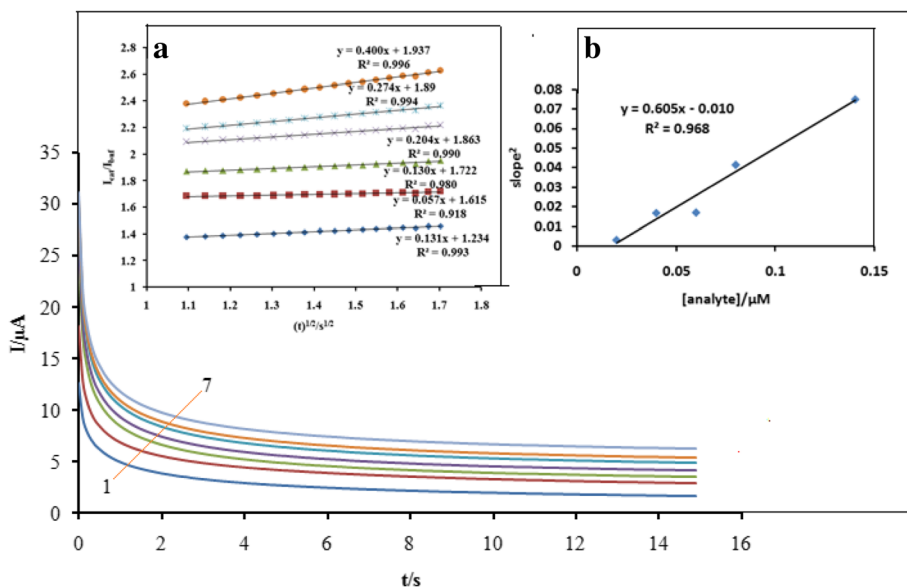 a
y = 0.400x + 1.937
R² = 0.996
y = 0.274x + 1.89
R² = 0.994
y = 0.204x + 1.863
R² = 0.990
y = 0.130x + 1.722
R² = 0.980
y = 0.057x + 1.615
R² = 0.918
y = 0.131x + 1.234
R² = 0.993
2.8
2.6
2.4
2.2
2
1.8
1.6
1.4
1.2
1
1 1.1 1.2 1.3 1.4 1.5 1.6 1.7 1.8
(t)^1/2/s^1/2
b
y = 0.605x - 0.010
R² = 0.968
slope²
0.08
0.07
0.06
0.05
0.04
0.03
0.02
0.01
0
0 0.05 0.1 0.15
[analyte]/µM
I/µA
35
30
25
20
15
10
5
0
7
1
0 2 4 6 8 10 12 14 16
t/s